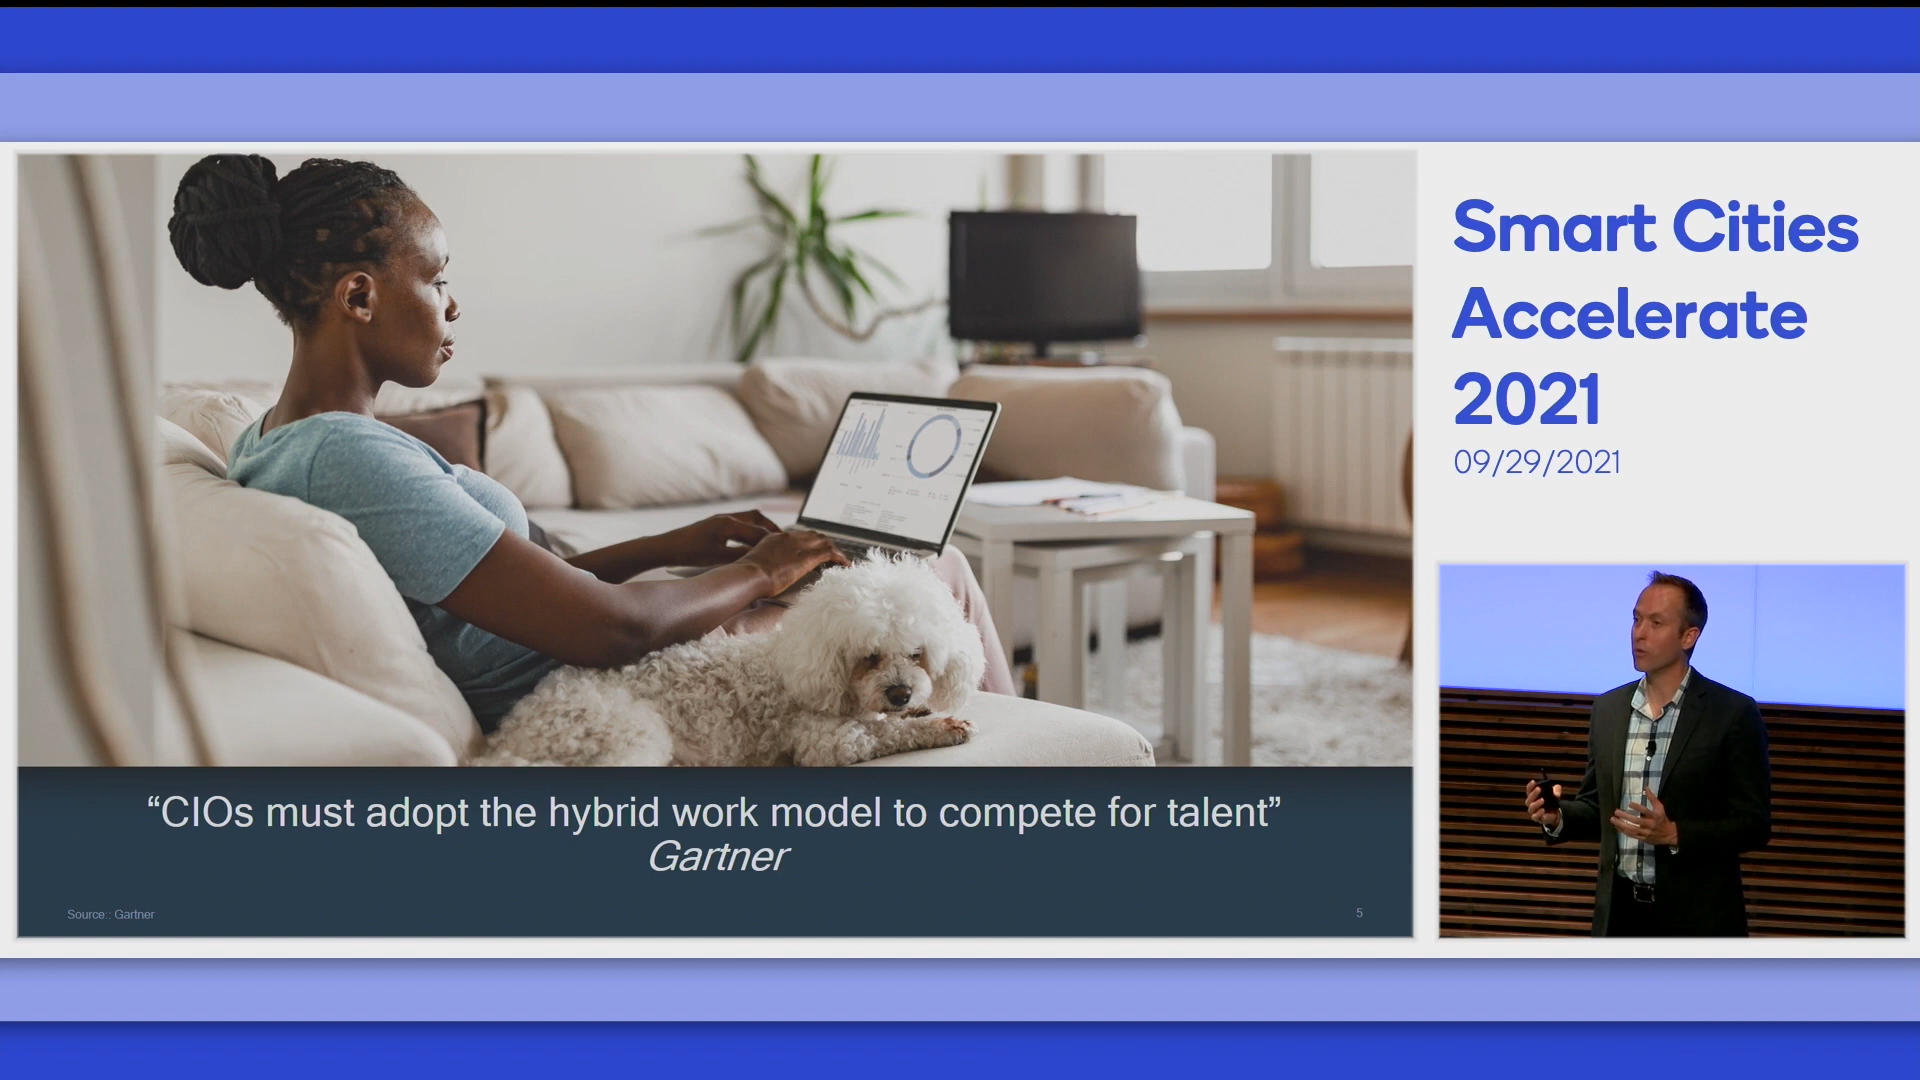 “CIOs must adopt the hybrid work model to compete for talent”
Gartner
Source:: Gartner
5
Smart Cities
Accelerate
2021
09/29/2021